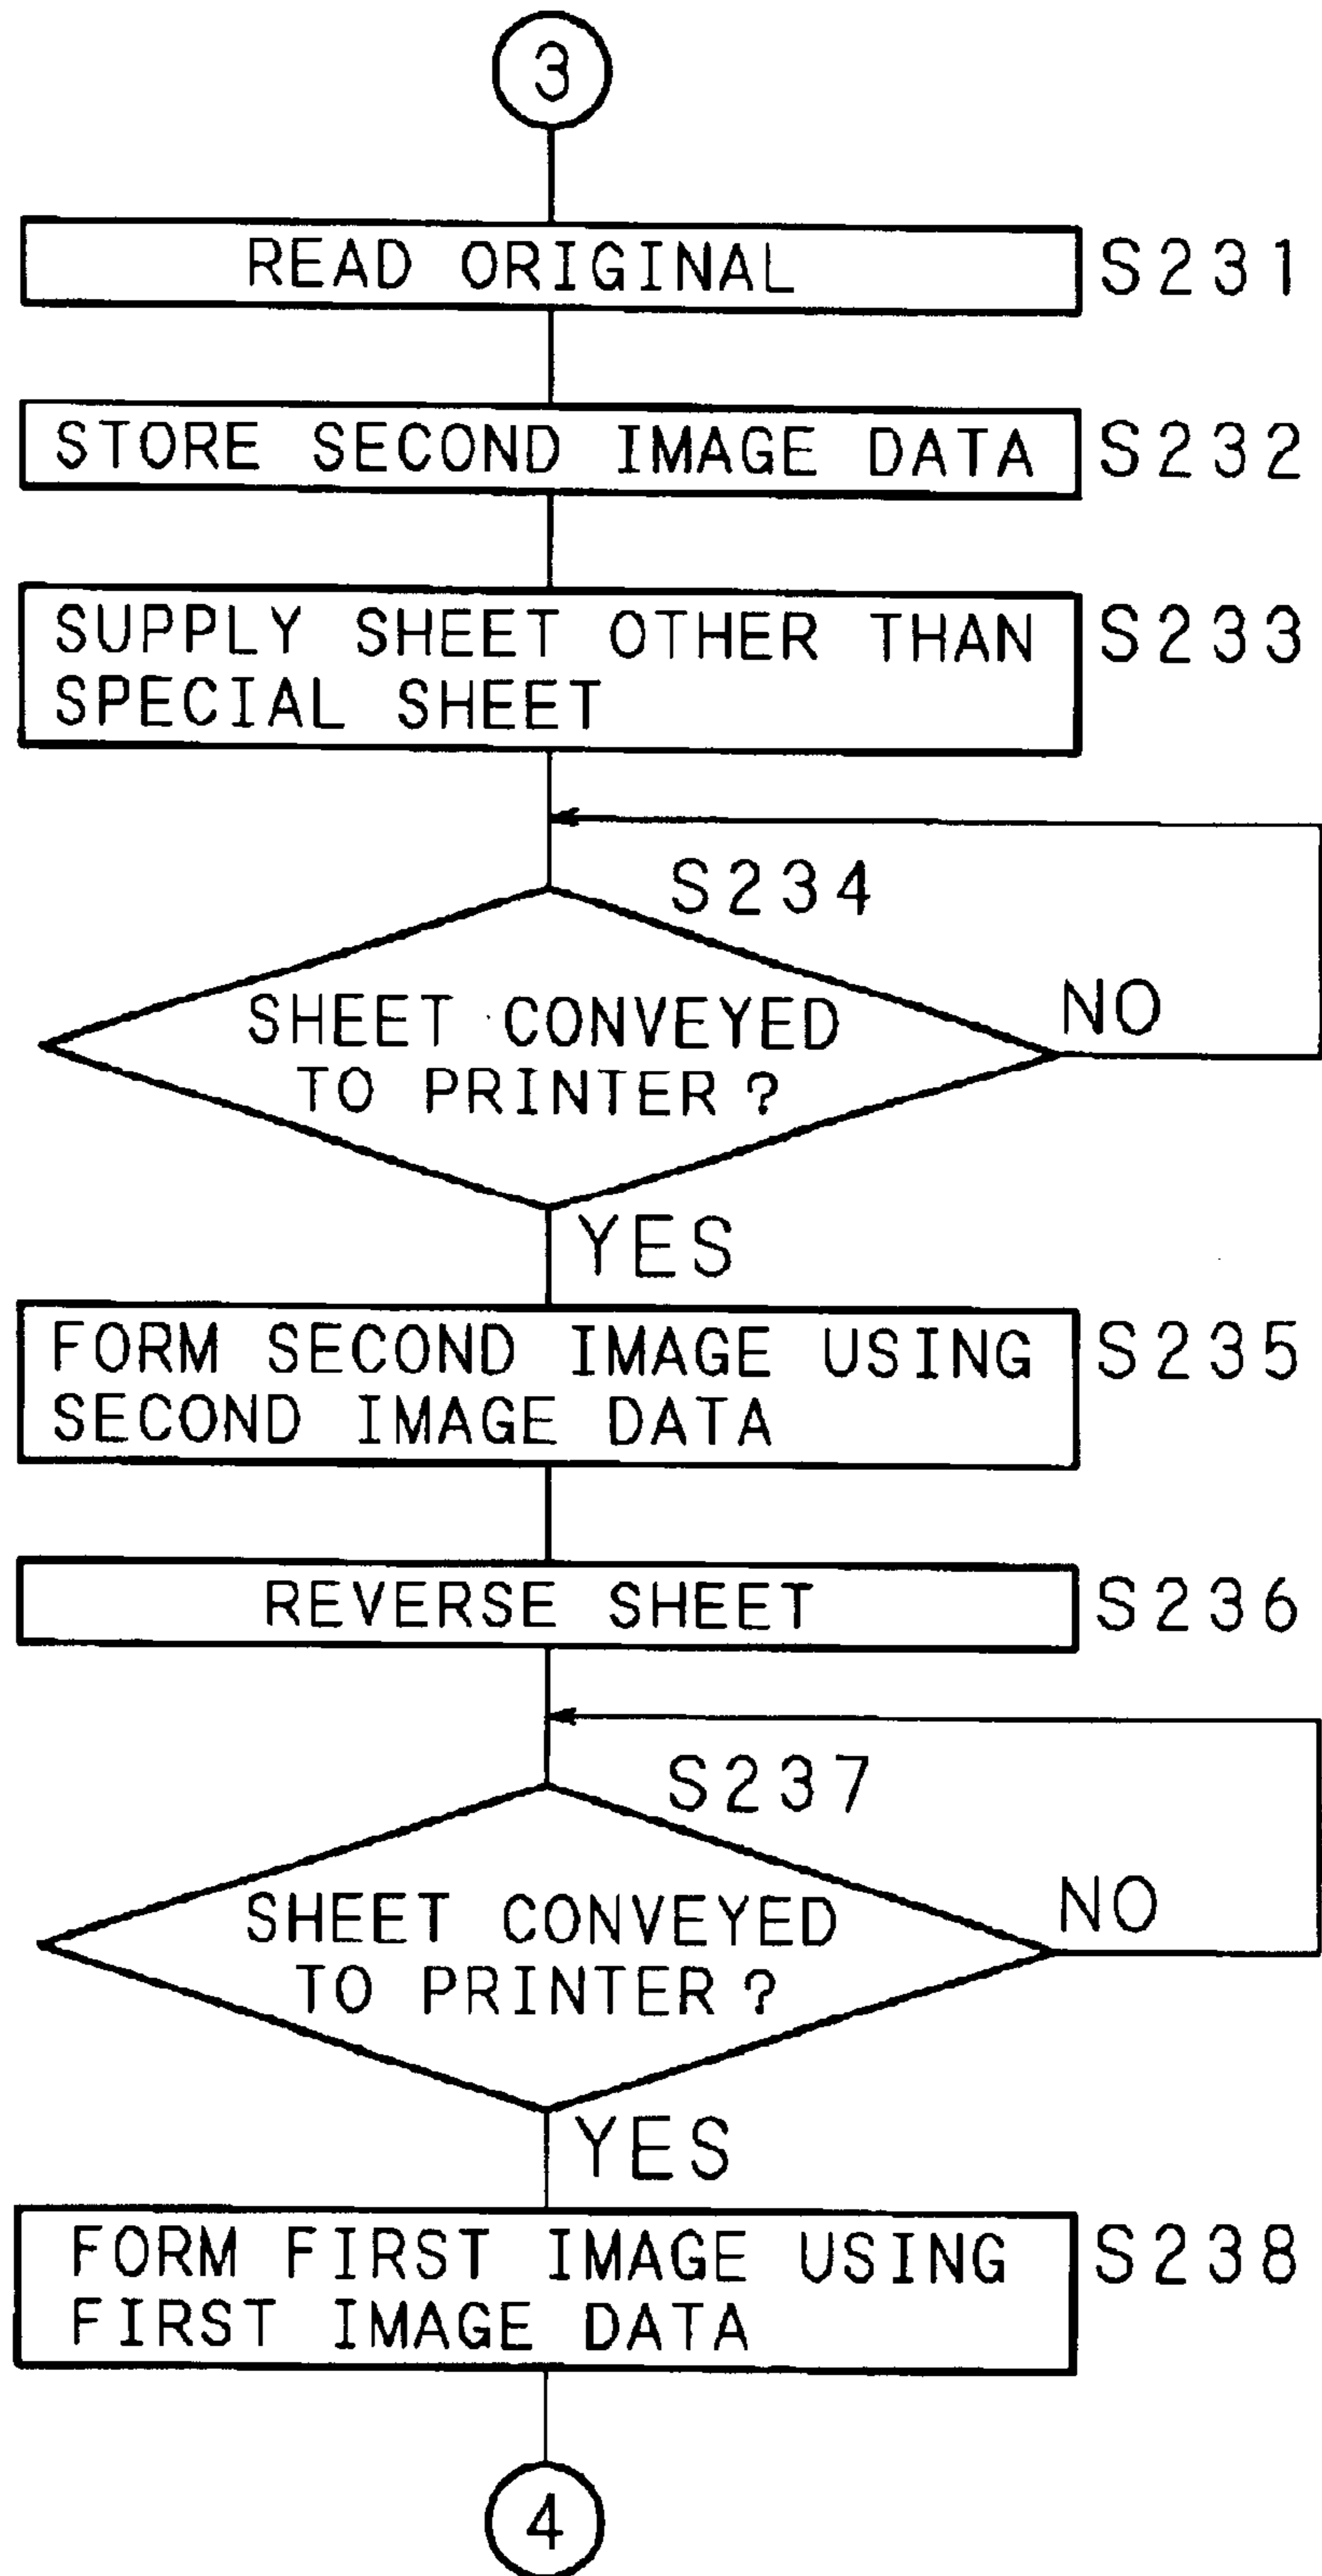 3
READ ORIGINAL S231
STORE SECOND IMAGE DATA S232
SUPPLY SHEET OTHER THAN S233
SPECIAL SHEET
S234
SHEET CONVEYED NO
TO PRINTER?
YES
FORM SECOND IMAGE USING S235
SECOND IMAGE DATA
REVERSE SHEET S236
S237
SHEET CONVEYED NO
TO PRINTER?
YES
FORM FIRST IMAGE USING S238
FIRST IMAGE DATA
4